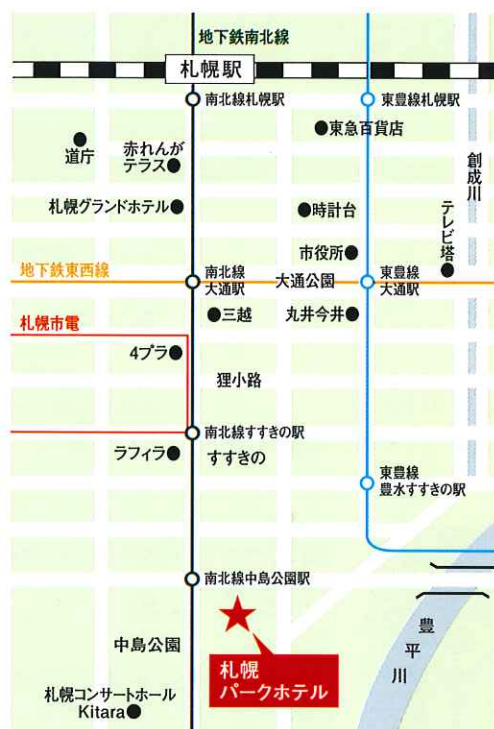 地下鉄南北線
札幌駅
南北線札幌駅
東豊線札幌駅
東急百貨店
道庁
赤れんが
テラス
創成川
札幌グランドホテル
時計台
テレビ塔
市役所
地下鉄東西線
南北線
大通駅
大通公園
東豊線
大通駅
札幌市電
三越
丸井今井
4プラ
狸小路
南北線すすきの駅
ラフィラ
すすきの
東豊線
豊水すすきの駅
南北線中島公園駅
中島公園
豊平川
札幌
パークホテル
札幌コンサートホール
Kitara